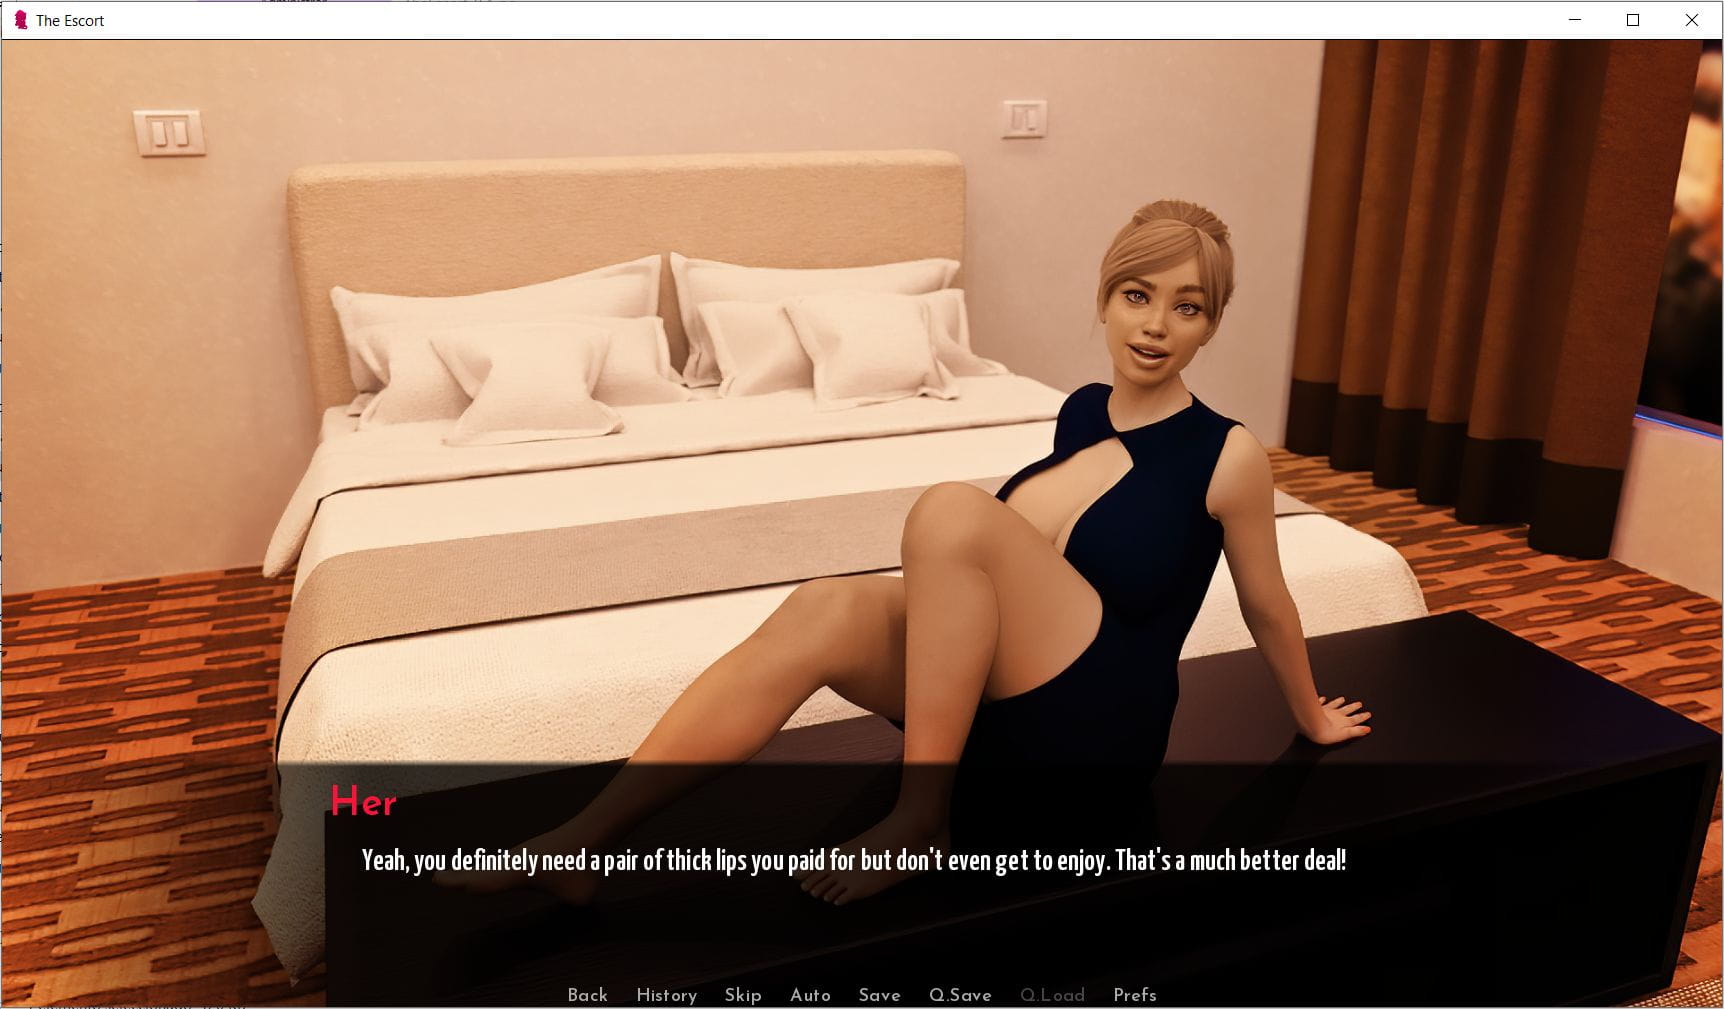 The Escort
Her
Yeah, you definitely need a pair of thick lips you paid for but don't even get to enjoy. That's a much better deal!
Back History Skip Auto Save Q.Save Q.Load Prefs